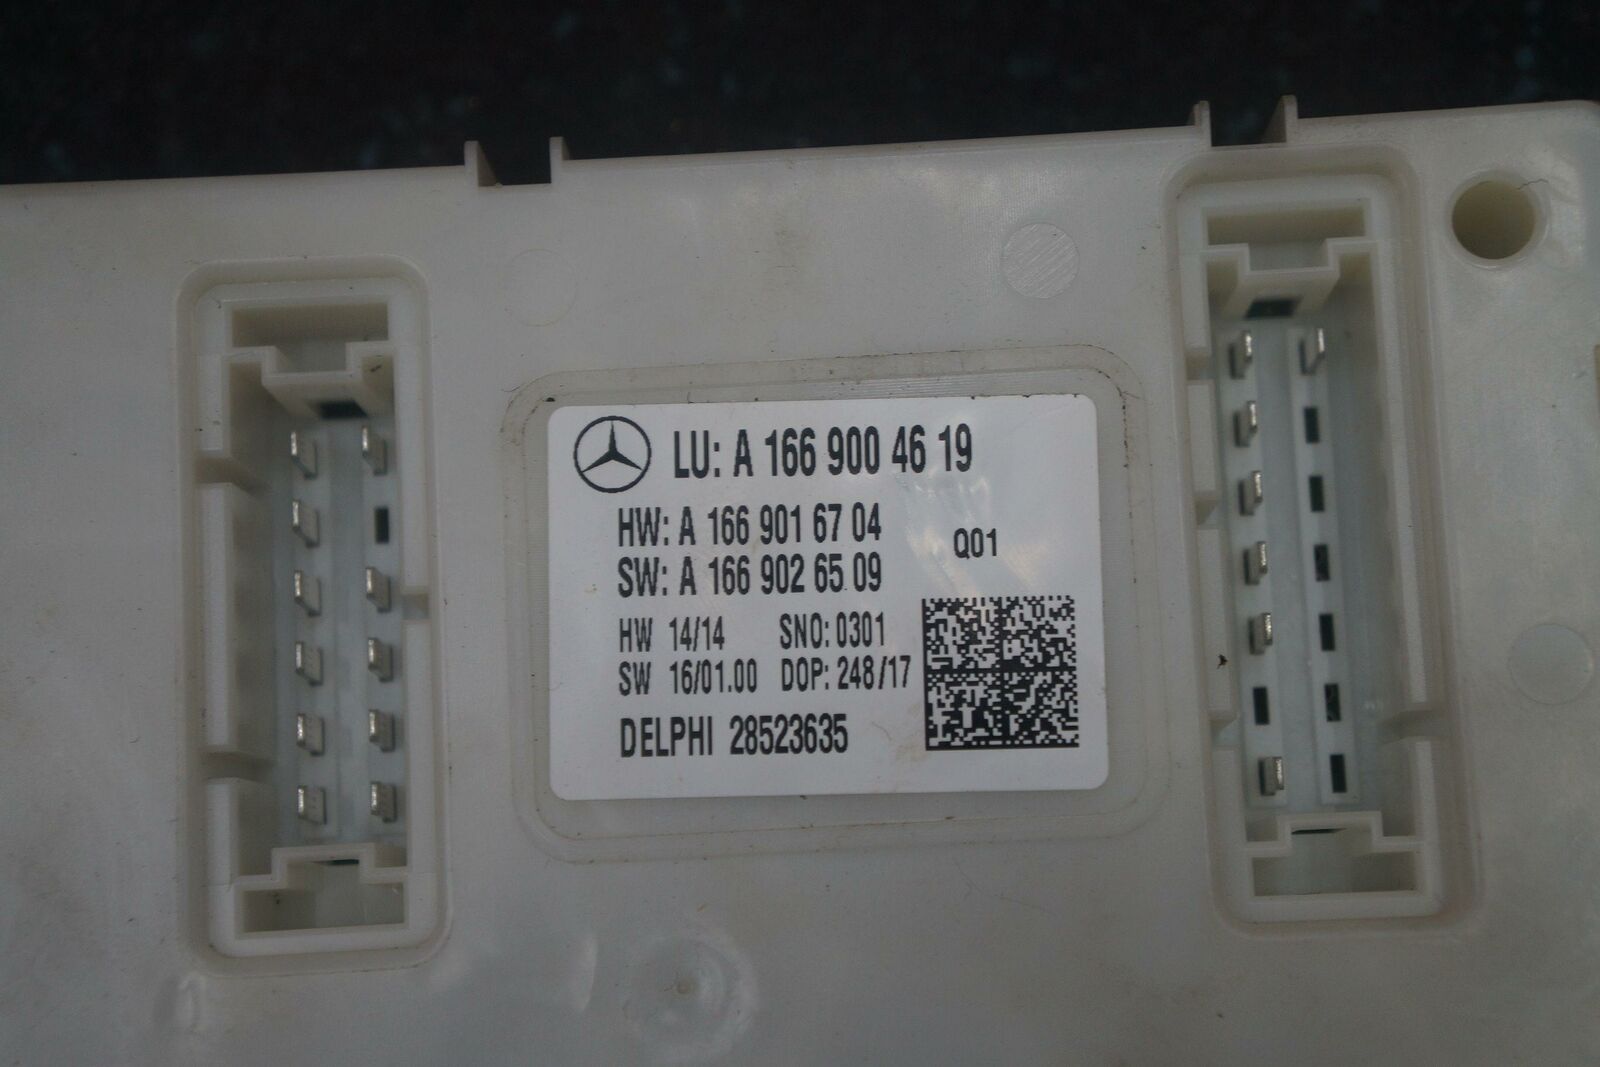 LU: A 166 900 46 19
HW: A 166 901 67 04
SW: A 166 902 65 09
Q01
HW 14/14 SNO: 0301
SW 16/01.00 DOP: 248/17
DELPHI 28523635